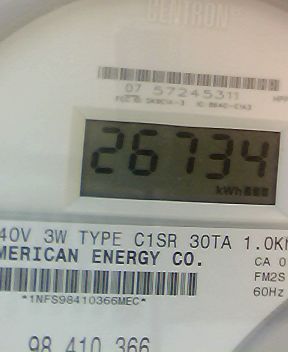 CENTRON
07 57245311
26734
kWh
40V 3W TYPE C1SR 30TA 1.0K
MERICAN ENERGY CO.
CA 0
FM2S
*1NFS98410366MEC*
60Hz
98 410 366